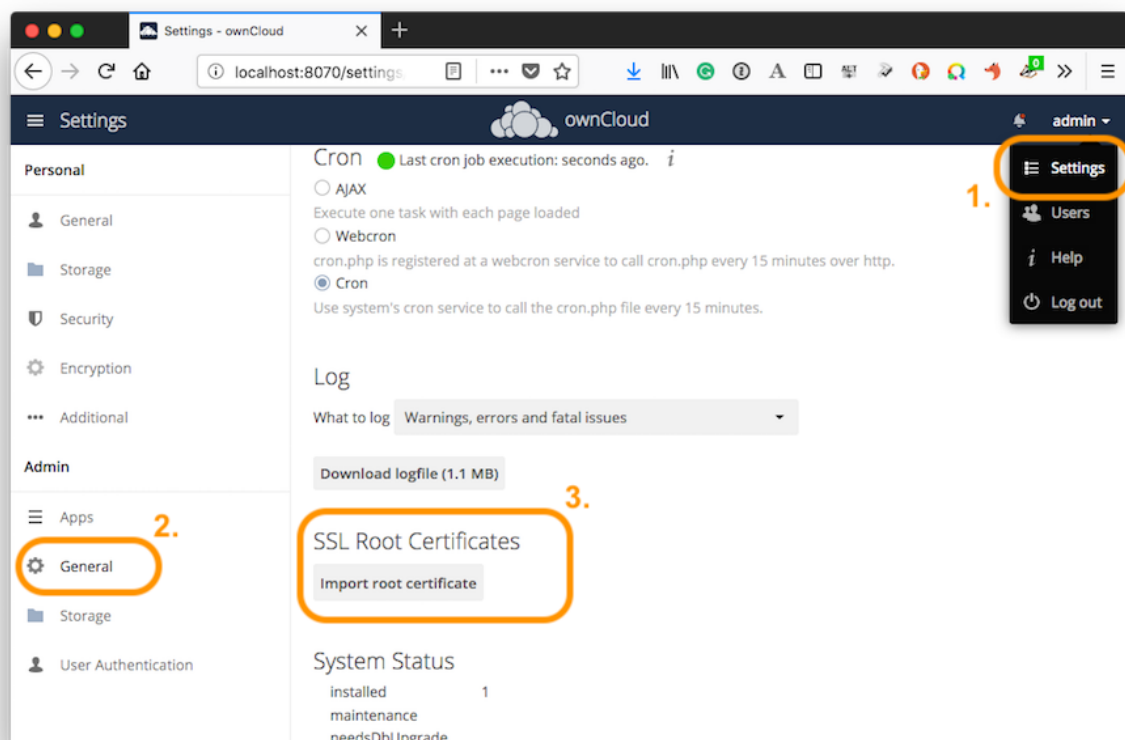 Settings - ownCloud
localhost:8070/settings
ALT
0
Settings
ownCloud
admin
Personal
General
Storage
Security
Encryption
Additional
Admin
Apps
2.
General
Storage
User Authentication
Cron
Last cron job execution: seconds ago.
AJAX
Execute one task with each page loaded
Webcron
cron.php is registered at a webcron service to call cron.php every 15 minutes over http.
Cron
Use system's cron service to call the cron.php file every 15 minutes.
Log
What to log Warnings, errors and fatal issues
Download logfile (1.1 MB)
3.
SSL Root Certificates
Import root certificate
System Status
installed 1
maintenance
needsDbUpgrade
1.
Settings
Users
Help
Log out